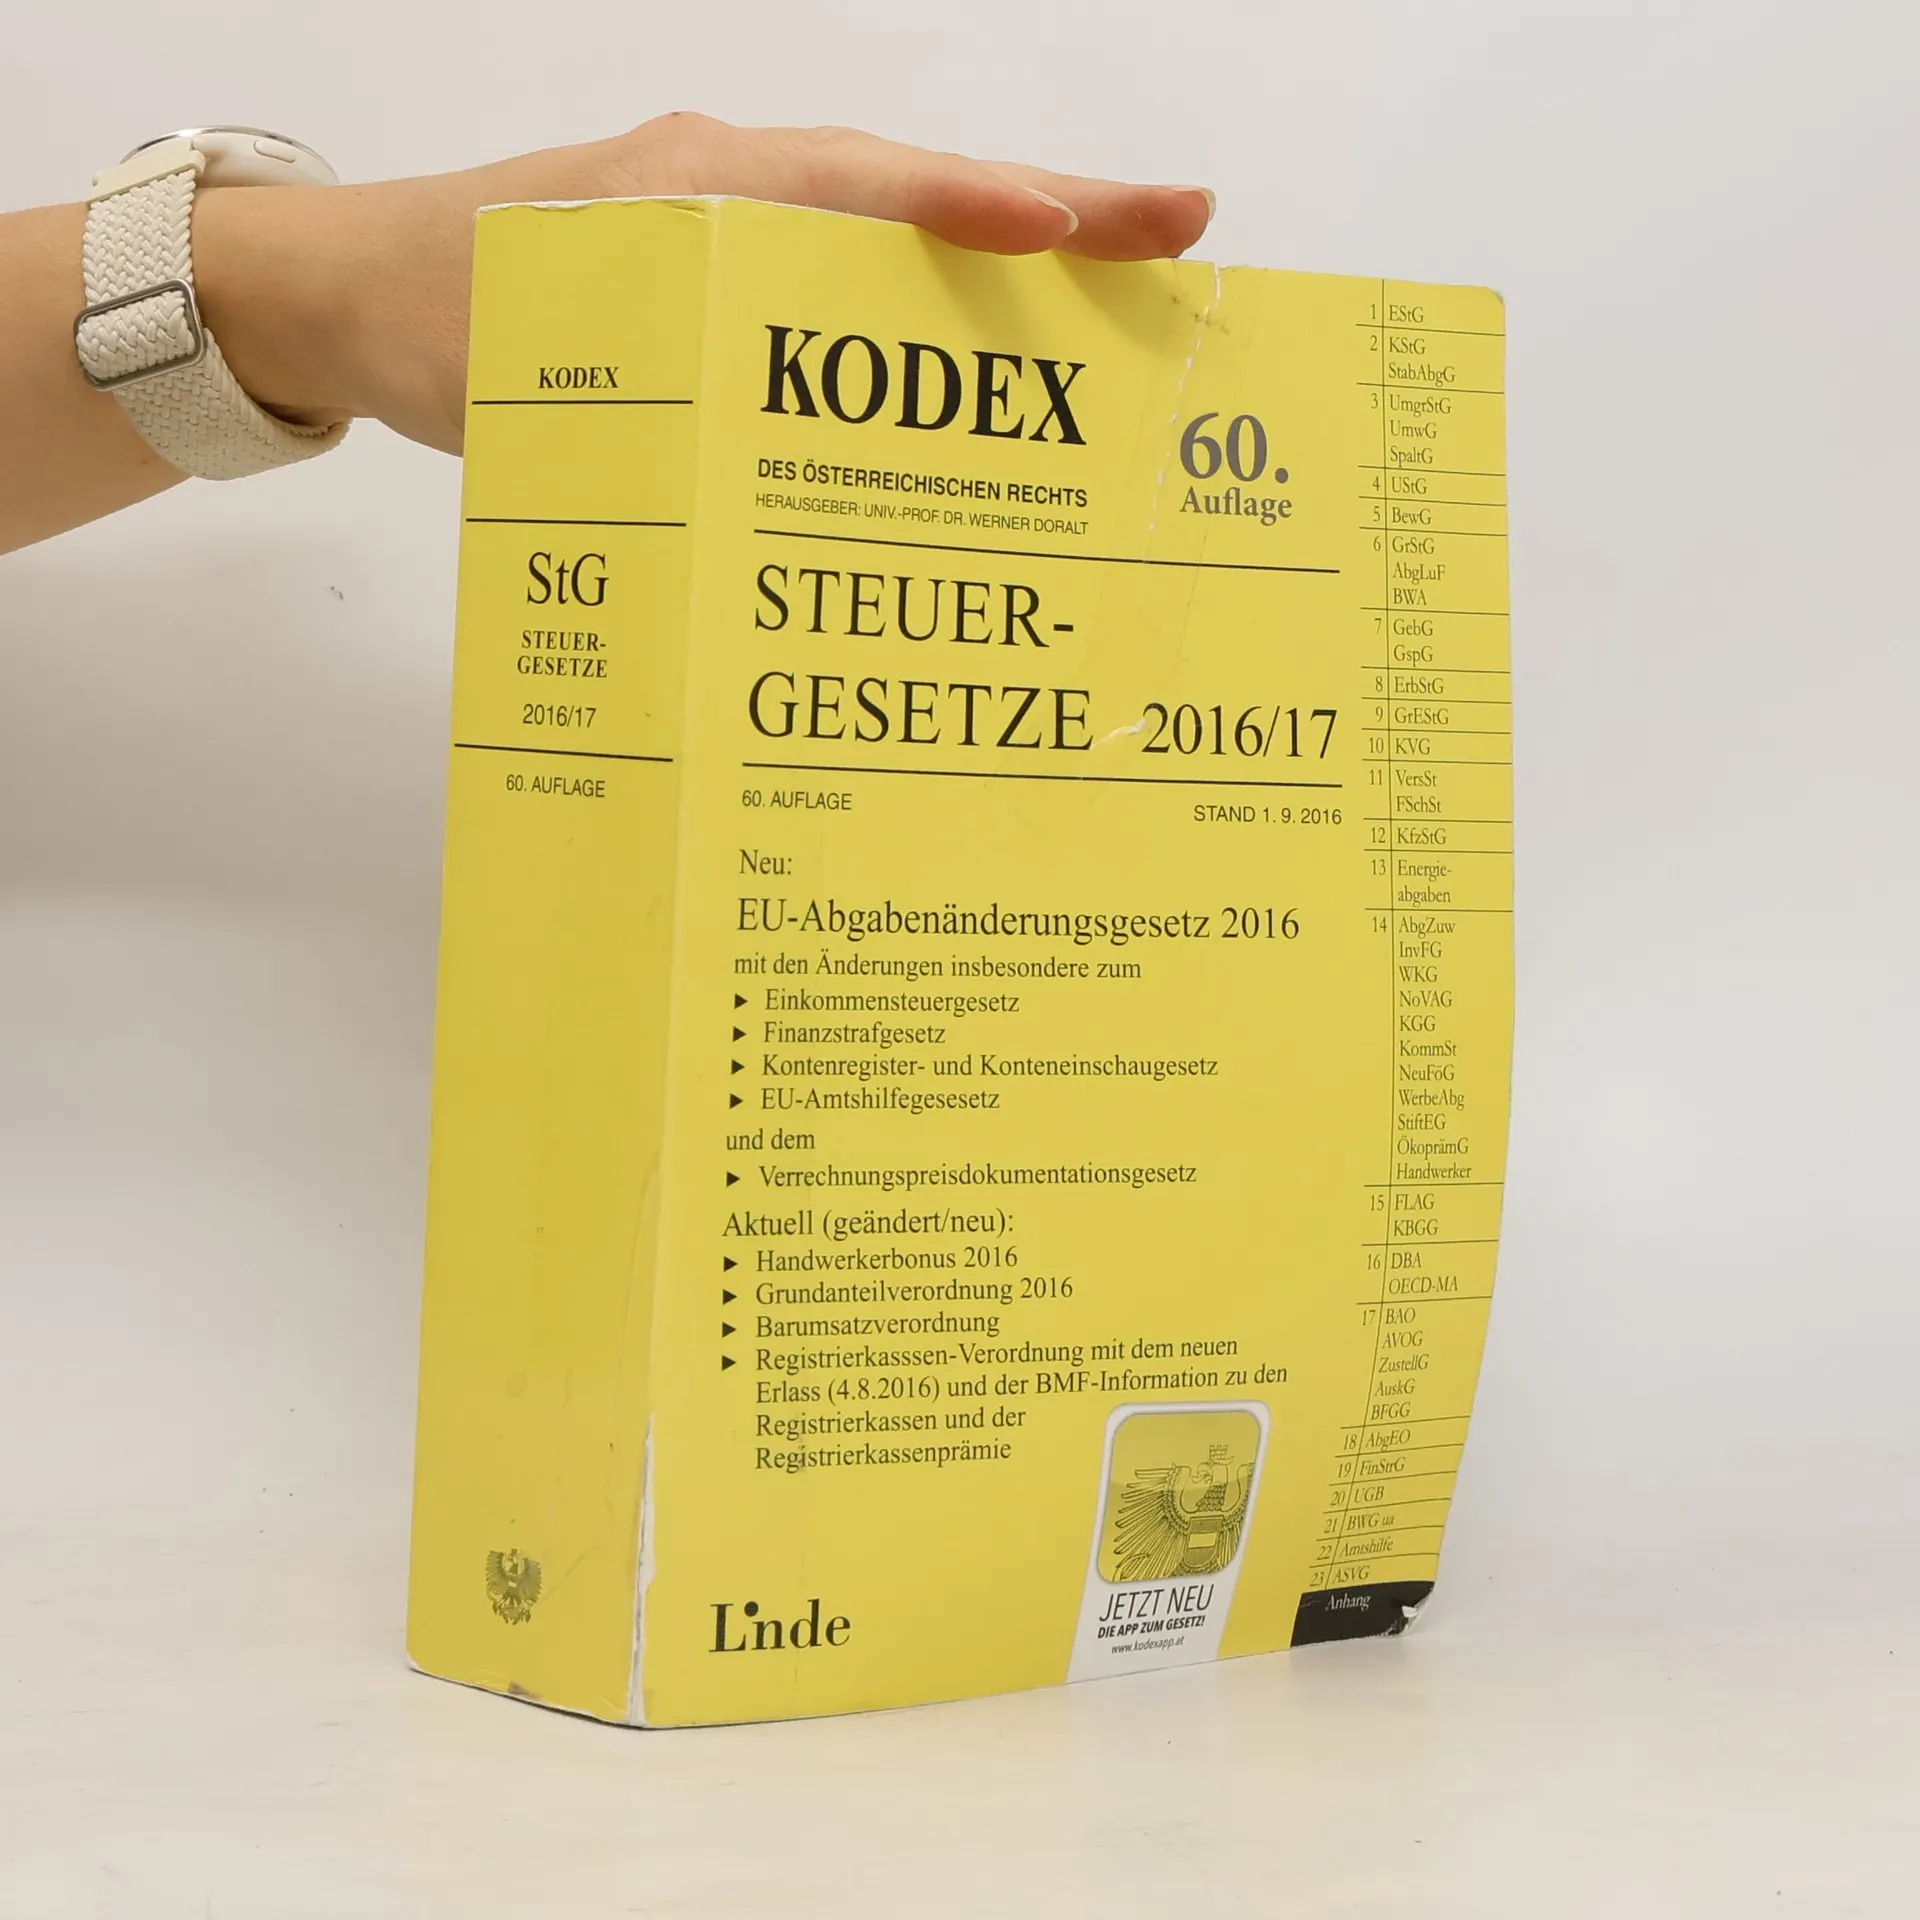 KODEX
StG
STEUER-
GESETZE
2016/17
60. AUFLAGE
KODEX
DES ÖSTERREICHISCHEN RECHTS
HERAUSGEBER: UNIV.-PROF. DR. WERNER DORALT
60.
Auflage
STEUER-
GESETZE 2016/17
60. AUFLAGE
STAND 1. 9. 2016
Neu:
EU-Abgabenänderungsgesetz 2016
mit den Änderungen insbesondere zum
► Einkommensteuergesetz
► Finanzstrafgesetz
► Kontenregister- und Konteneinschaugesetz
► EU-Amtshilfegesesetz
und dem
► Verrechnungspreisdokumentationsgesetz
Aktuell (geändert/neu):
► Handwerkerbonus 2016
► Grundanteilverordnung 2016
► Barumsatzverordnung
► Registrierkasssen-Verordnung mit dem neuen
Erlass (4.8.2016) und der BMF-Information zu den
Registrierkassen und der
Registrierkassenprämie
Linde
JETZT NEU
DIE APP ZUM GESETZ!
www.kodexapp.at
1 EStG
2 KStG
StabAbgG
3 UmgrStG
UmwG
SpaltG
4 UStG
5 BewG
6 GrStG
AbgLuF
BWA
7 GebG
GspG
8 ErbStG
9 GrEStG
10 KVG
11 VersSt
FSchSt
12 KfzStG
13 Energie-
abgaben
14 AbgZuw
InvFG
WKG
NoVAG
KGG
KommSt
NeuFöG
WerbeAbg
StiftEG
ÖkoprämG
Handwerker
15 FLAG
KBGG
16 DBA
OECD-MA
17 BAO
AVOG
ZustellG
AuskG
BFGG
18 AbgEO
19 FinStrG
20 UGB
21 BWG ua
22 Amtshilfe
23 ASVG
Anhang